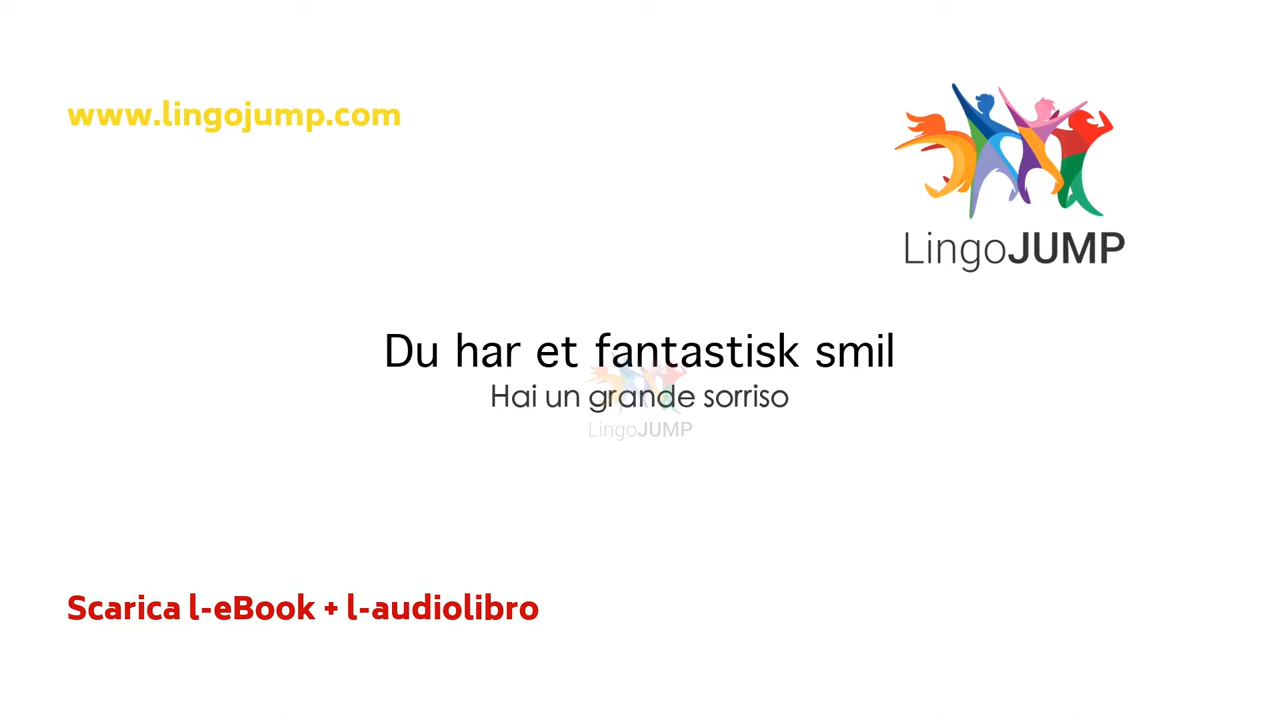 www.lingojump.com
LingoJUMP
Du har et fantastisk smil
Hai un grande sorriso
LingoJUMP
Scarica l-eBook + l-audiolibro